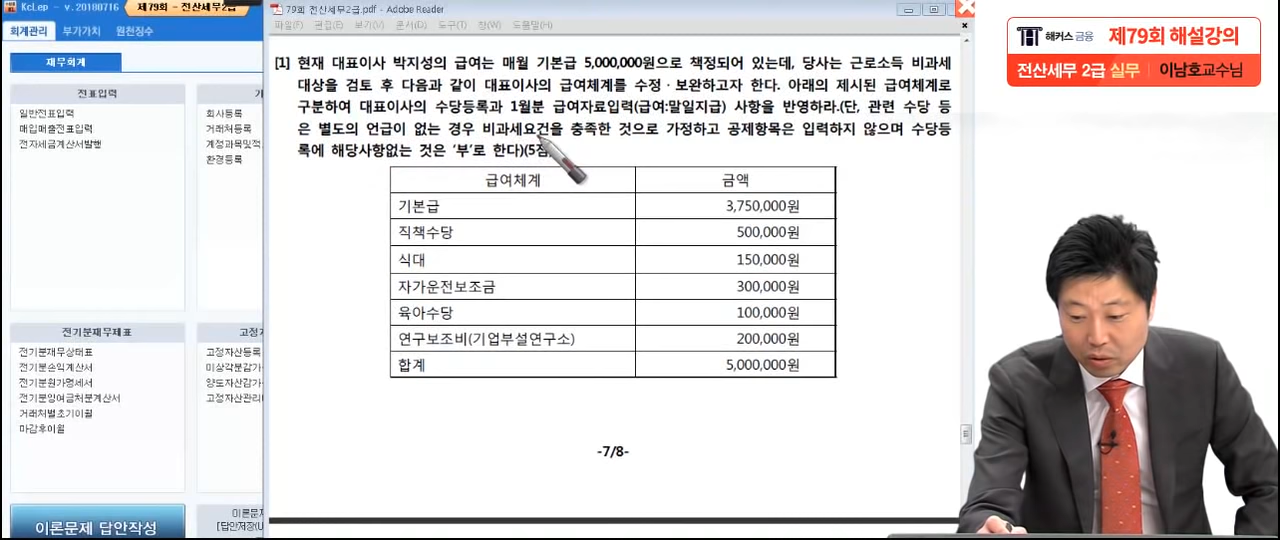 KcLep - v.20180716
제79회 - 전산세무2급
회계관리 부가가치 원천징수
재무회계
전표입력
일반전표입력
매입매출전표입력
전자세금계산서발행
회사등록
거래처등록
계정과목및적
환경등록
전기분재무제표
전기분재무상태표
전기분손익계산서
전기분원가명세서
전기분잉여금처분계산서
거래처별초기이월
마감후이월
고정자산등록
미상각분감가
양도자산감가
고정자산관리
이론문제 답안작성
이론문
[답안저장(U
79회 전산세무2급.pdf - Adobe Reader
파일(F) 편집(E) 보기(V) 문서(D) 도구(T) 창(W) 도움말(H)
[1] 현재 대표이사 박지성의 급여는 매월 기본급 5,000,000원으로 책정되어 있는데, 당사는 근로소득 비과세
대상을 검토 후 다음과 같이 대표이사의 급여체계를 수정·보완하고자 한다. 아래의 제시된 급여체계로
구분하여 대표이사의 수당등록과 1월분 급여자료입력(급여:말일지급) 사항을 반영하라.(단, 관련 수당 등
은 별도의 언급이 없는 경우 비과세요건을 충족한 것으로 가정하고 공제항목은 입력하지 않으며 수당등
록에 해당사항없는 것은 '부'로 한다)(5점
급여체계 금액
기본급 3,750,000원
직책수당 500,000원
식대 150,000원
자가운전보조금 300,000원
육아수당 100,000원
연구보조비(기업부설연구소) 200,000원
합계 5,000,000원
-7/8-
해커스 금융 제79회 해설강의
전산세무 2급 실무 이남호교수님